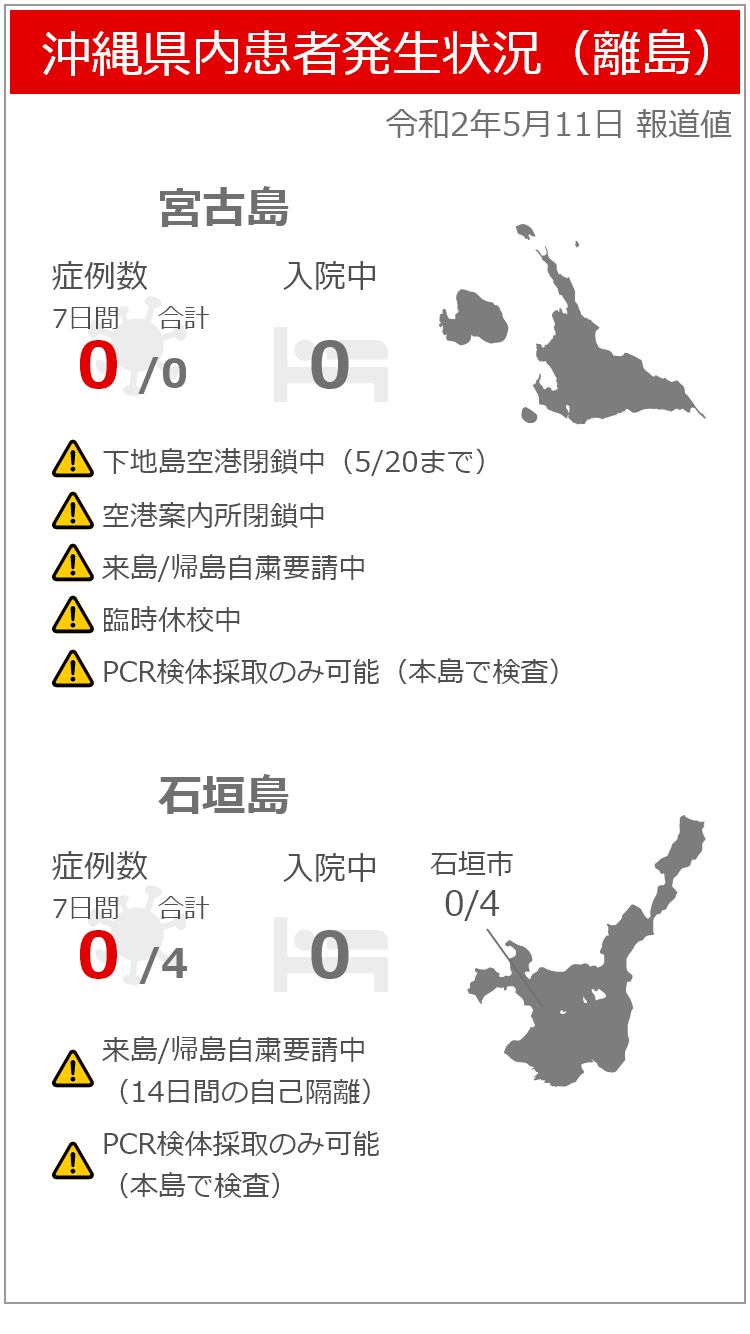 沖縄県内患者発生状況（離島）
令和2年5月11日 報道値
宮古島
症例数 入院中
7日間 合計
0 /0 0
下地島空港閉鎖中（5/20まで）
空港案内所閉鎖中
来島/帰島自粛要請中
臨時休校中
PCR検体採取のみ可能（本島で検査）
石垣島
症例数 入院中 石垣市
7日間 合計 0/4
0 /4 0
来島/帰島自粛要請中
（14日間の自己隔離）
PCR検体採取のみ可能
（本島で検査）